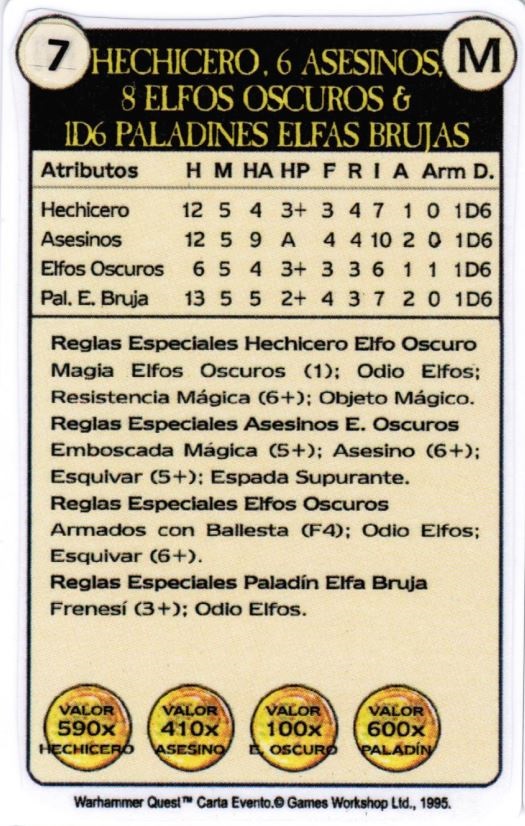 7 HECHICERO, 6 ASESINOS, M
8 ELFOS OSCUROS &
1D6 PALADINES ELFAS BRUJAS
Atributos H M HA HP F R I A Arm D.
Hechicero 12 5 4 3+ 3 4 7 1 0 1D6
Asesinos 12 5 9 A 4 4 10 2 0 1D6
Elfos Oscuros 6 5 4 3+ 3 3 6 1 1 1D6
Pal. E. Bruja 13 5 5 2+ 4 3 7 2 0 1D6
Reglas Especiales Hechicero Elfo Oscuro
Magia Elfos Oscuros (1); Odio Elfos;
Resistencia Mágica (6+); Objeto Mágico.
Reglas Especiales Asesinos E. Oscuros
Emboscada Mágica (5+); Asesino (6+);
Esquivar (5+); Espada Supurante.
Reglas Especiales Elfos Oscuros
Armados con Ballesta (F4); Odio Elfos;
Esquivar (6+).
Reglas Especiales Paladín Elfa Bruja
Frenesí (3+); Odio Elfos.
VALOR 590x HECHICERO
VALOR 410x ASESINO
VALOR 100x E. OSCURO
VALOR 600x PALADÍN
Warhammer Quest™ Carta Evento.© Games Workshop Ltd., 1995.